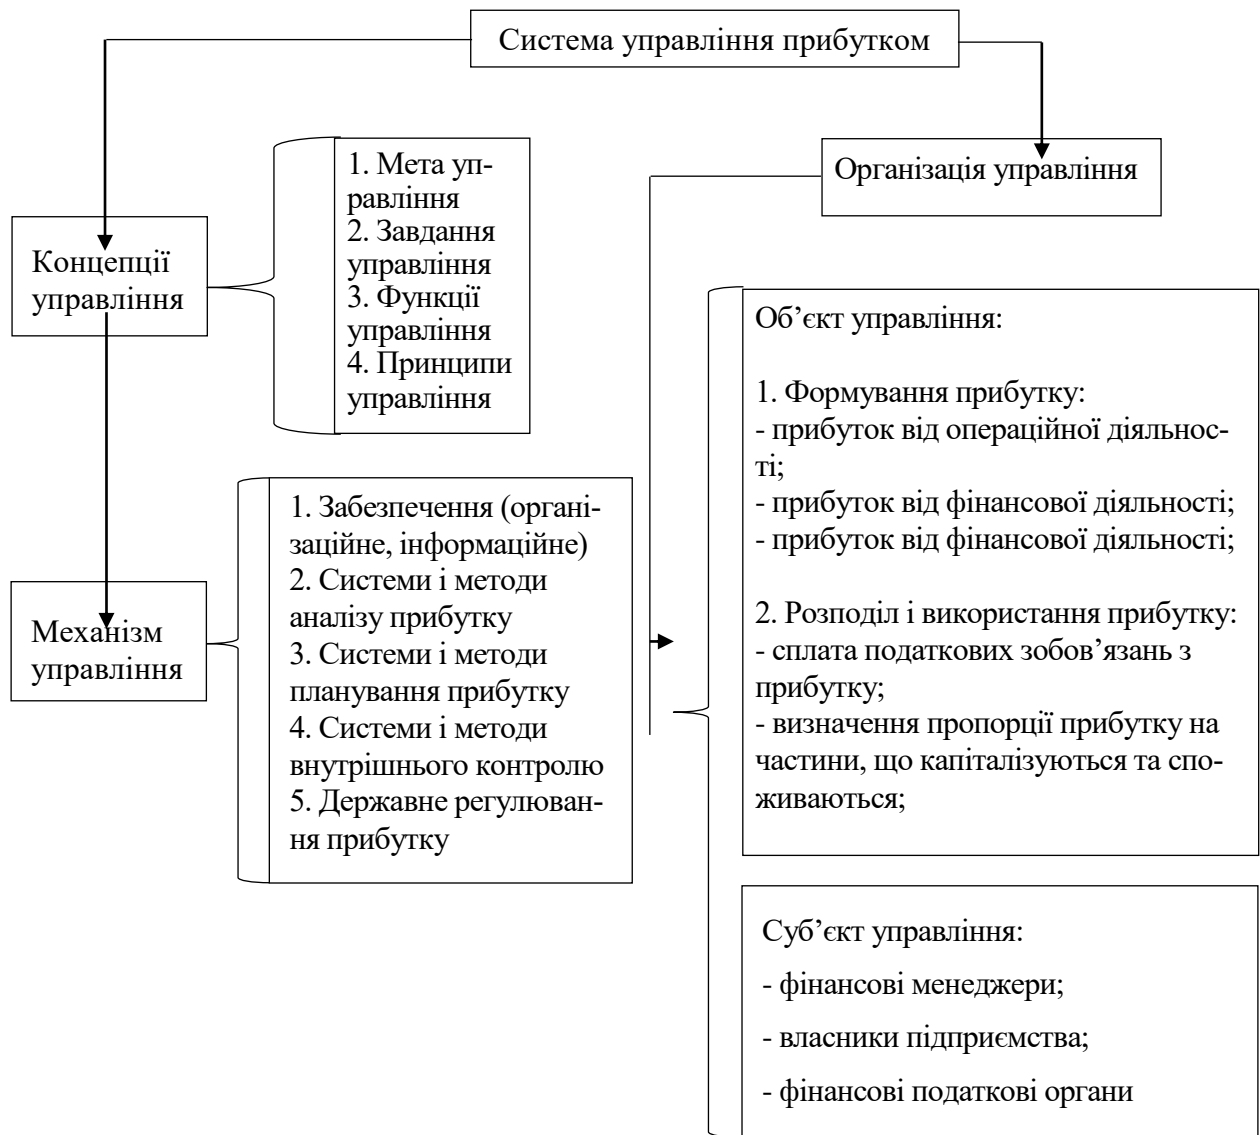 Система управління прибутком
1. Мета уп-
равління
2. Завдання
управління
3. Функції
управління
4. Принципи
управління
Організація управління
Концепції
управління
Об’єкт управління:
1. Формування прибутку:
- прибуток від операційної діяльнос-
ті;
- прибуток від фінансової діяльності;
- прибуток від фінансової діяльності;
2. Розподіл і використання прибутку:
- сплата податкових зобов’язань з
прибутку;
- визначення пропорції прибутку на
частини, що капіталізуються та спо-
живаються;
1. Забезпечення (органі-
заційне, інформаційне)
2. Системи і методи
аналізу прибутку
3. Системи і методи
планування прибутку
4. Системи і методи
внутрішнього контролю
5. Державне регулюван-
ня прибутку
Механізм
управління
Суб’єкт управління:
- фінансові менеджери;
- власники підприємства;
- фінансові податкові органи